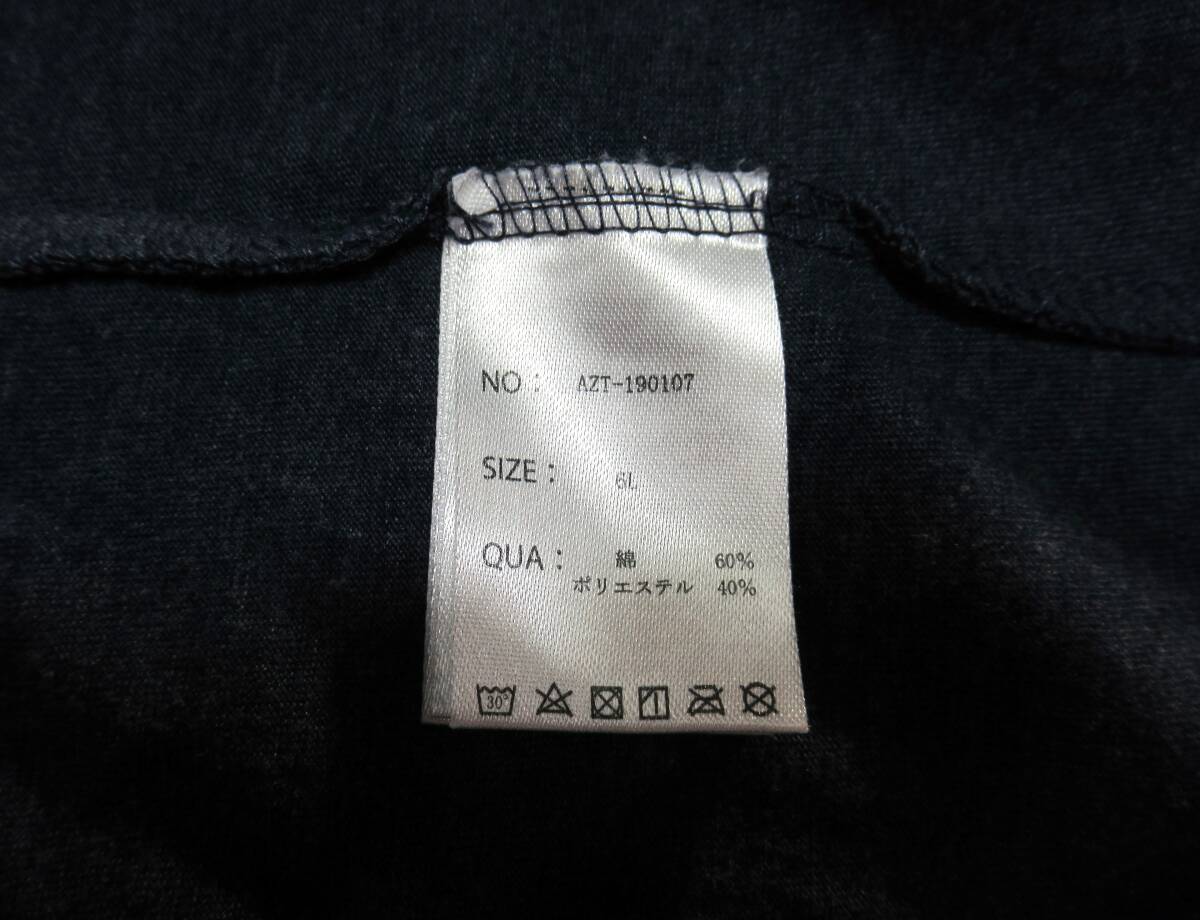 NO： AZT-190107
SIZE： 6L
QUA： 綿 60%
ポリエステル 40%
30°